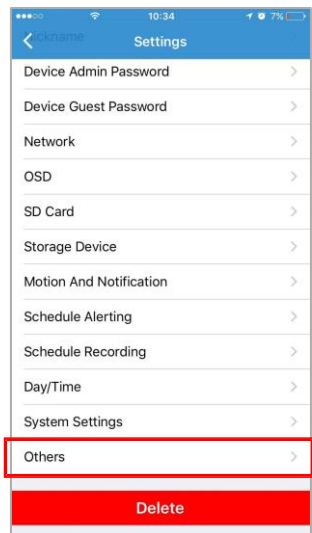 10:34 7%
Nickname
Settings
Device Admin Password
Device Guest Password
Network
OSD
SD Card
Storage Device
Motion And Notification
Schedule Alerting
Schedule Recording
Day/Time
System Settings
Others
Delete